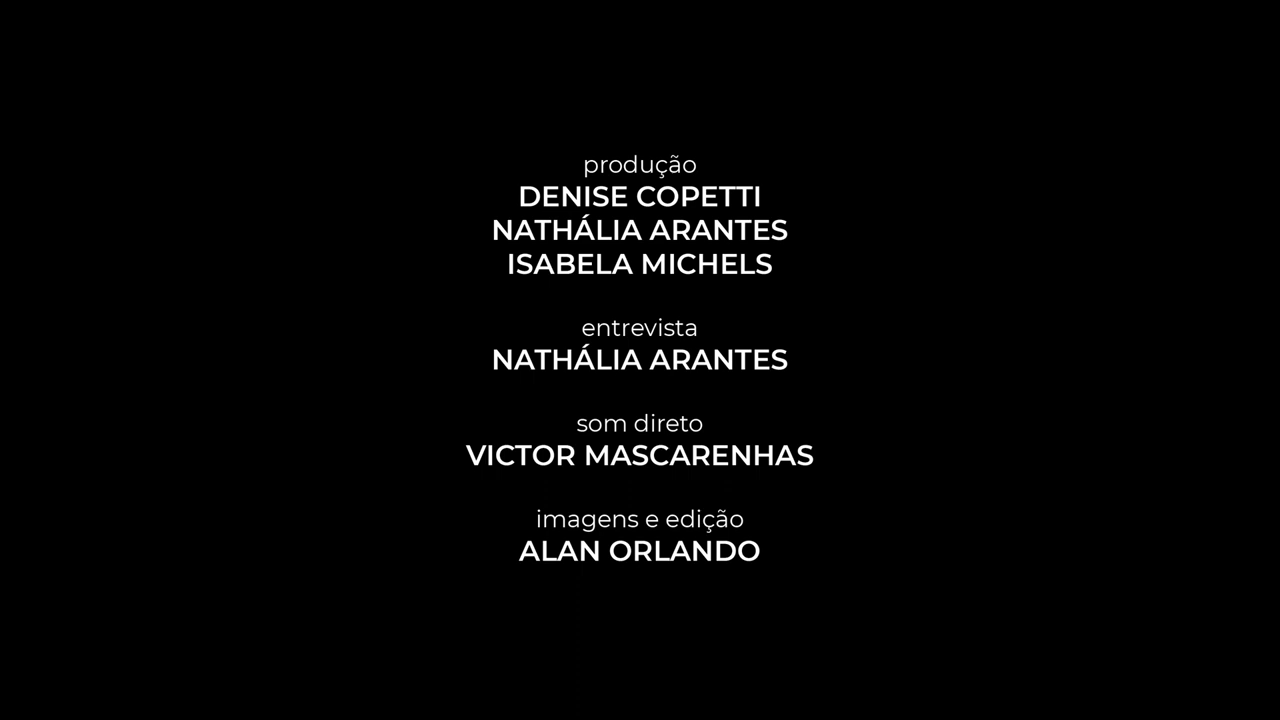 produção
DENISE COPETTI
NATHÁLIA ARANTES
ISABELA MICHELS
entrevista
NATHÁLIA ARANTES
som direto
VICTOR MASCARENHAS
imagens e edição
ALAN ORLANDO